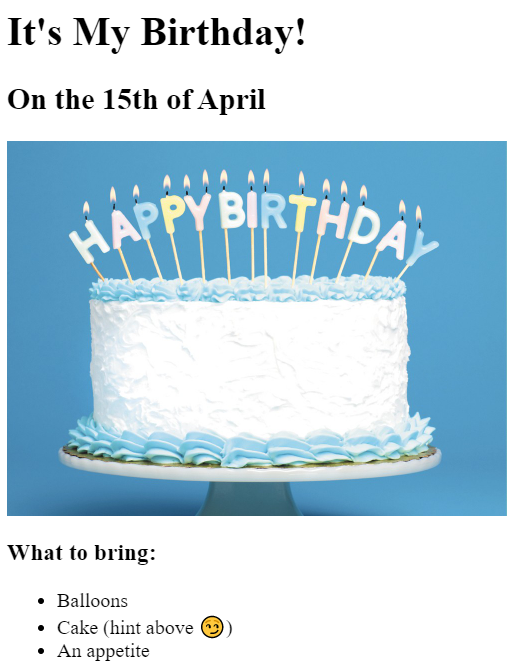 It's My Birthday!
On the 15th of April
HAPPY BIRTHDAY
What to bring:
• Balloons
• Cake (hint above 😏)
• An appetite